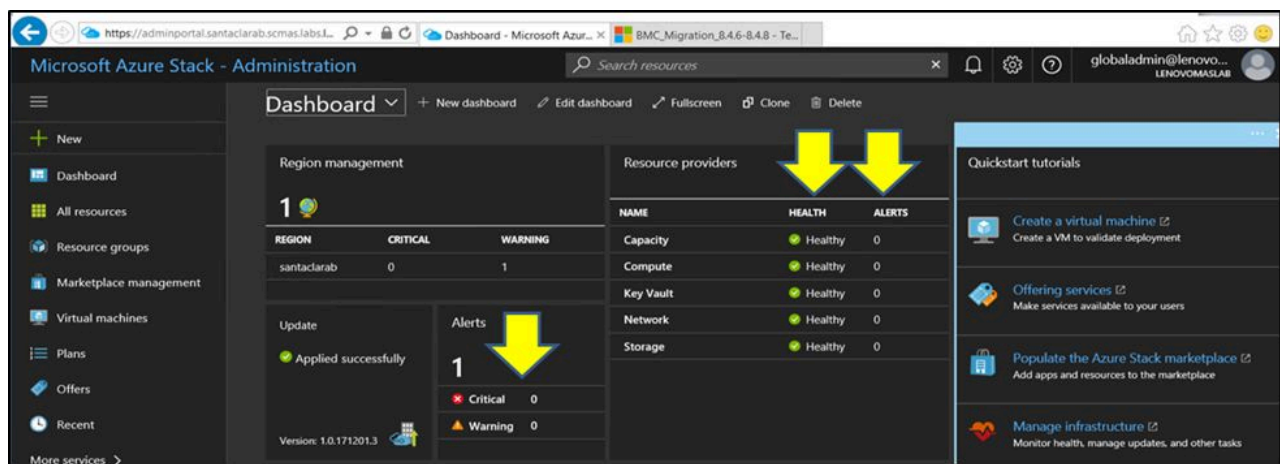 https://adminportal.santaclarab.scmas.labs.l...
Dashboard - Microsoft Azur...
BMC_Migration_8.4.6-8.4.8 - Te...
Microsoft Azure Stack - Administration
Search resources
globaladmin@lenovo...
LENOVOMASLAB
Dashboard
+ New dashboard
Edit dashboard
Fullscreen
Clone
Delete
New
Dashboard
All resources
Resource groups
Marketplace management
Virtual machines
Plans
Offers
Recent
More services >
Region management
1
REGION CRITICAL WARNING
santaclarab 0 1
Update
Applied successfully
Version: 1.0.171201.3
Alerts
1
Critical 0
Warning 0
Resource providers
NAME HEALTH ALERTS
Capacity Healthy 0
Compute Healthy 0
Key Vault Healthy 0
Network Healthy 0
Storage Healthy 0
Quickstart tutorials
Create a virtual machine
Create a VM to validate deployment
Offering services
Make services available to your users
Populate the Azure Stack marketplace
Add apps and resources to the marketplace
Manage infrastructure
Monitor health, manage updates, and other tasks